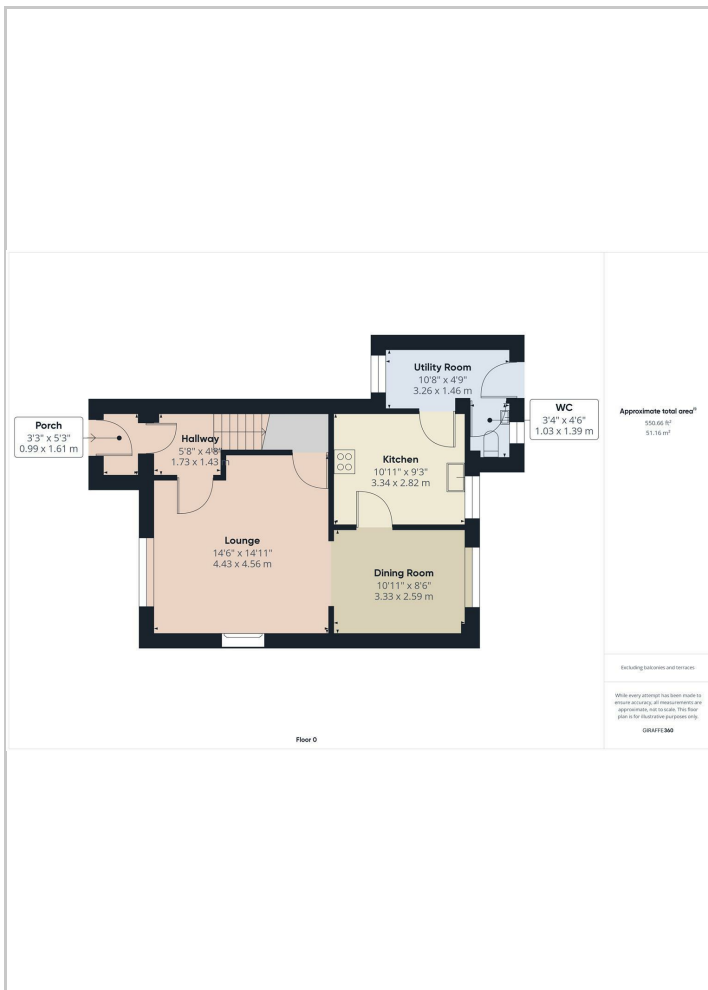 Utility Room
10'8" x 4'9"
3.26 x 1.46 m
WC
3'4" x 4'6"
1.03 x 1.39 m
Porch
3'3" x 5'3"
0.99 x 1.61 m
Hallway
5'8" x 4'8"
1.73 x 1.43 m
Kitchen
10'11" x 9'3"
3.34 x 2.82 m
Lounge
14'6" x 14'11"
4.43 x 4.56 m
Dining Room
10'11" x 8'6"
3.33 x 2.59 m
Floor 0
Approximate total area⁽¹⁾
550.66 ft²
51.16 m²
Excluding balconies and terraces
While every attempt has been made to
ensure accuracy, all measurements are
approximate, not to scale. This floor
plan is for illustrative purposes only.
GIRAFFE360